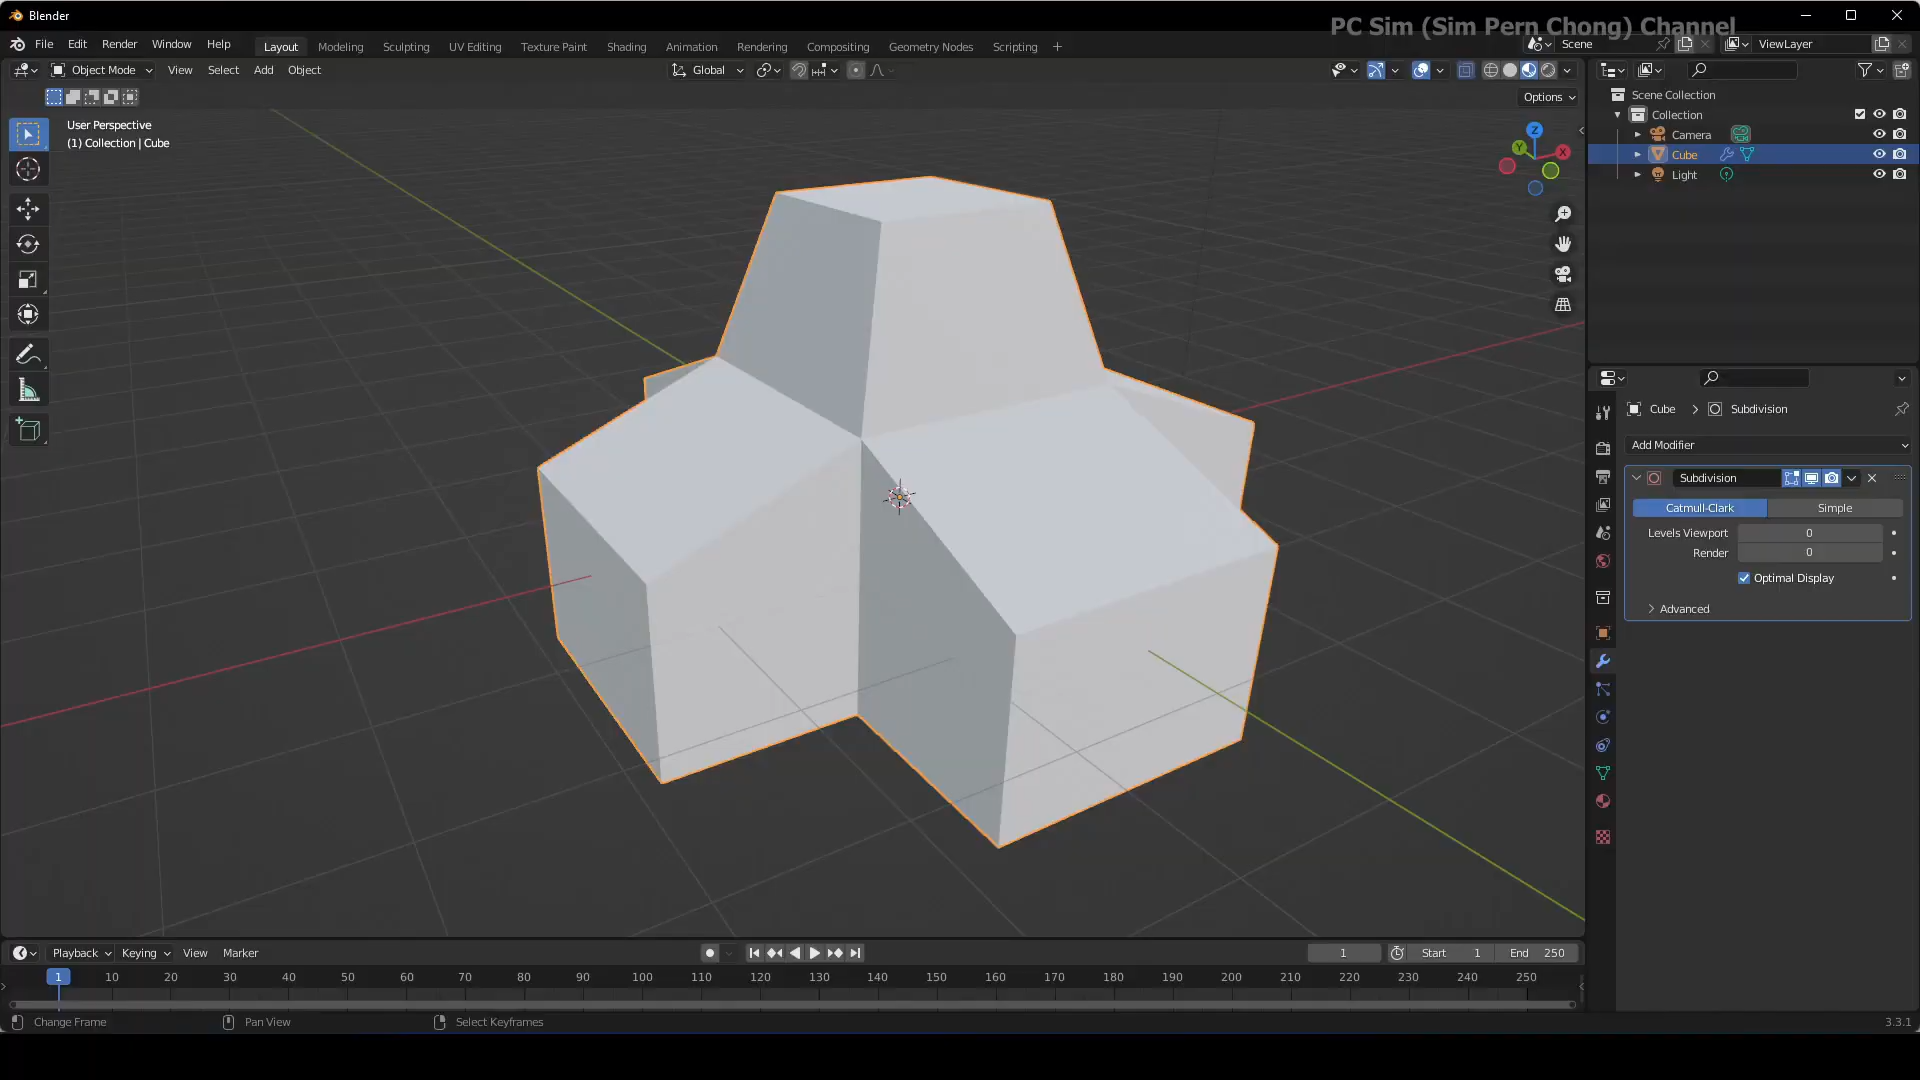 Blender
PC Sim (Sim Pern Chong) Channel
File Edit Render Window Help
Layout Modeling Sculpting UV Editing Texture Paint Shading Animation Rendering Compositing Geometry Nodes Scripting +
Scene
ViewLayer
Object Mode View Select Add Object
Global
Options
User Perspective
(1) Collection | Cube
Z
Y
X
Scene Collection
Collection
Camera
Cube
Light
Cube > Subdivision
Add Modifier
Subdivision
Catmull-Clark Simple
Levels Viewport 0
Render 0
Optimal Display
Advanced
Playback Keying View Marker
1
Start 1
End 250
1 10 20 30 40 50 60 70 80 90 100 110 120 130 140 150 160 170 180 190 200 210 220 230 240 250
Change Frame
Pan View
Select Keyframes
3.3.1